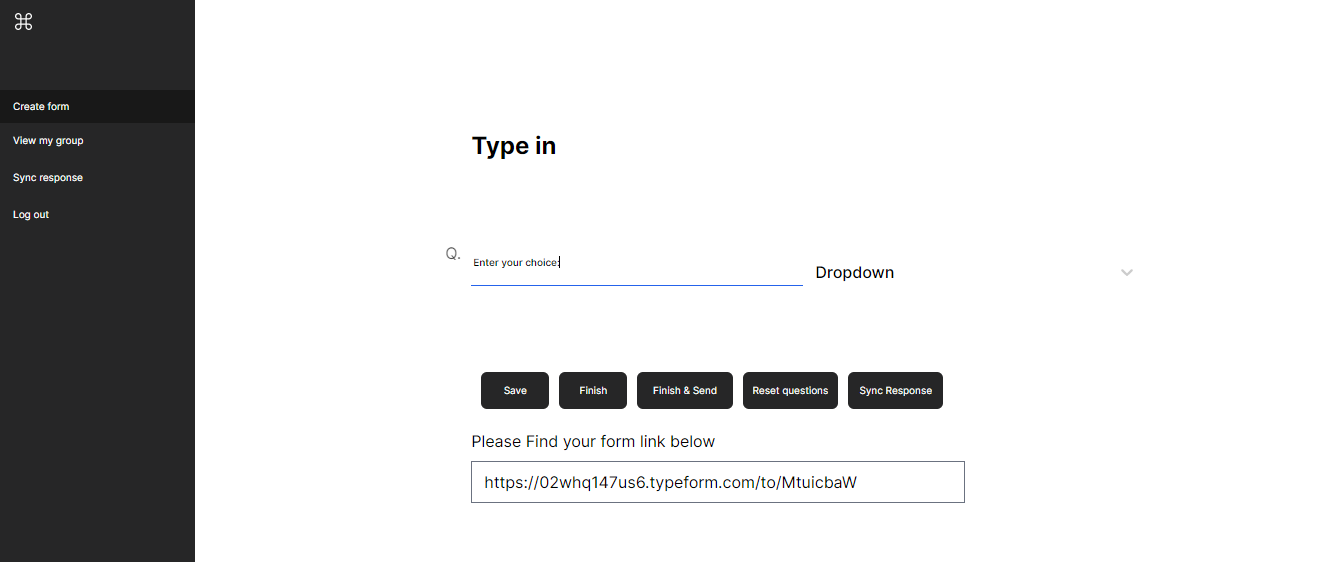 ⌘
Create form
View my group
Sync response
Log out
Type in
Q.
Enter your choice:
Dropdown
Save Finish Finish & Send Reset questions Sync Response
Please Find your form link below
https://02whq147us6.typeform.com/to/MtuicbaW